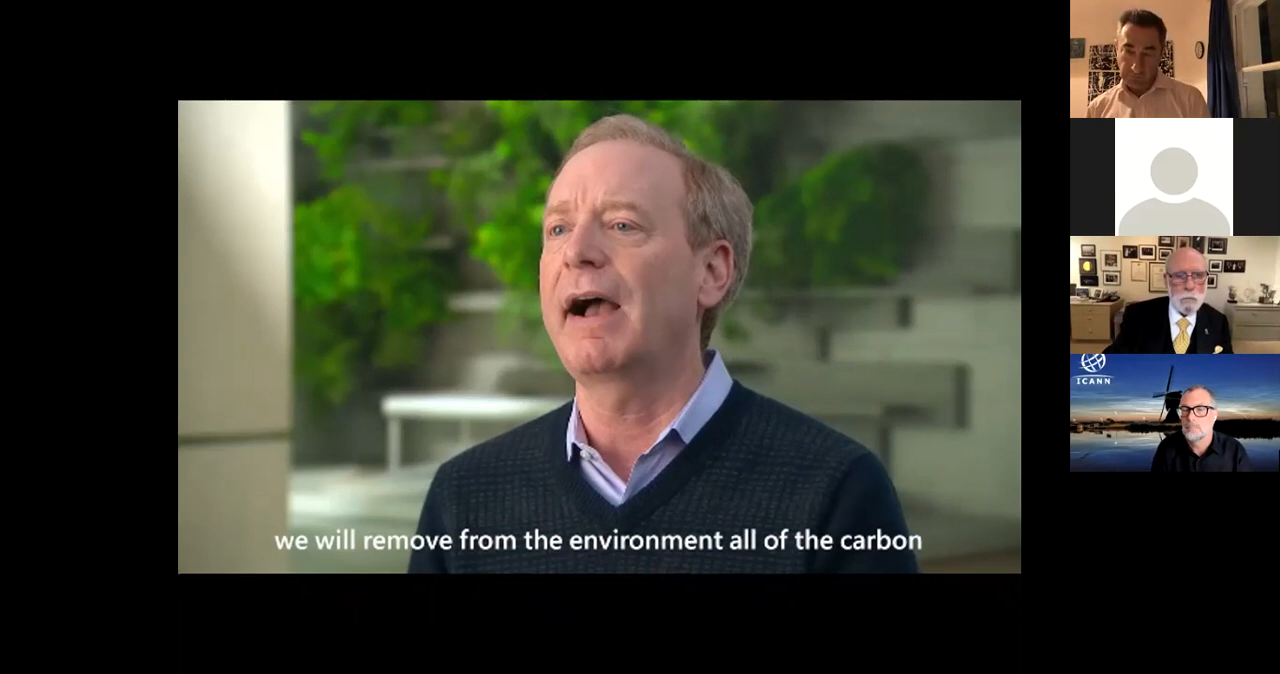 we will remove from the environment all of the carbon
ICANN